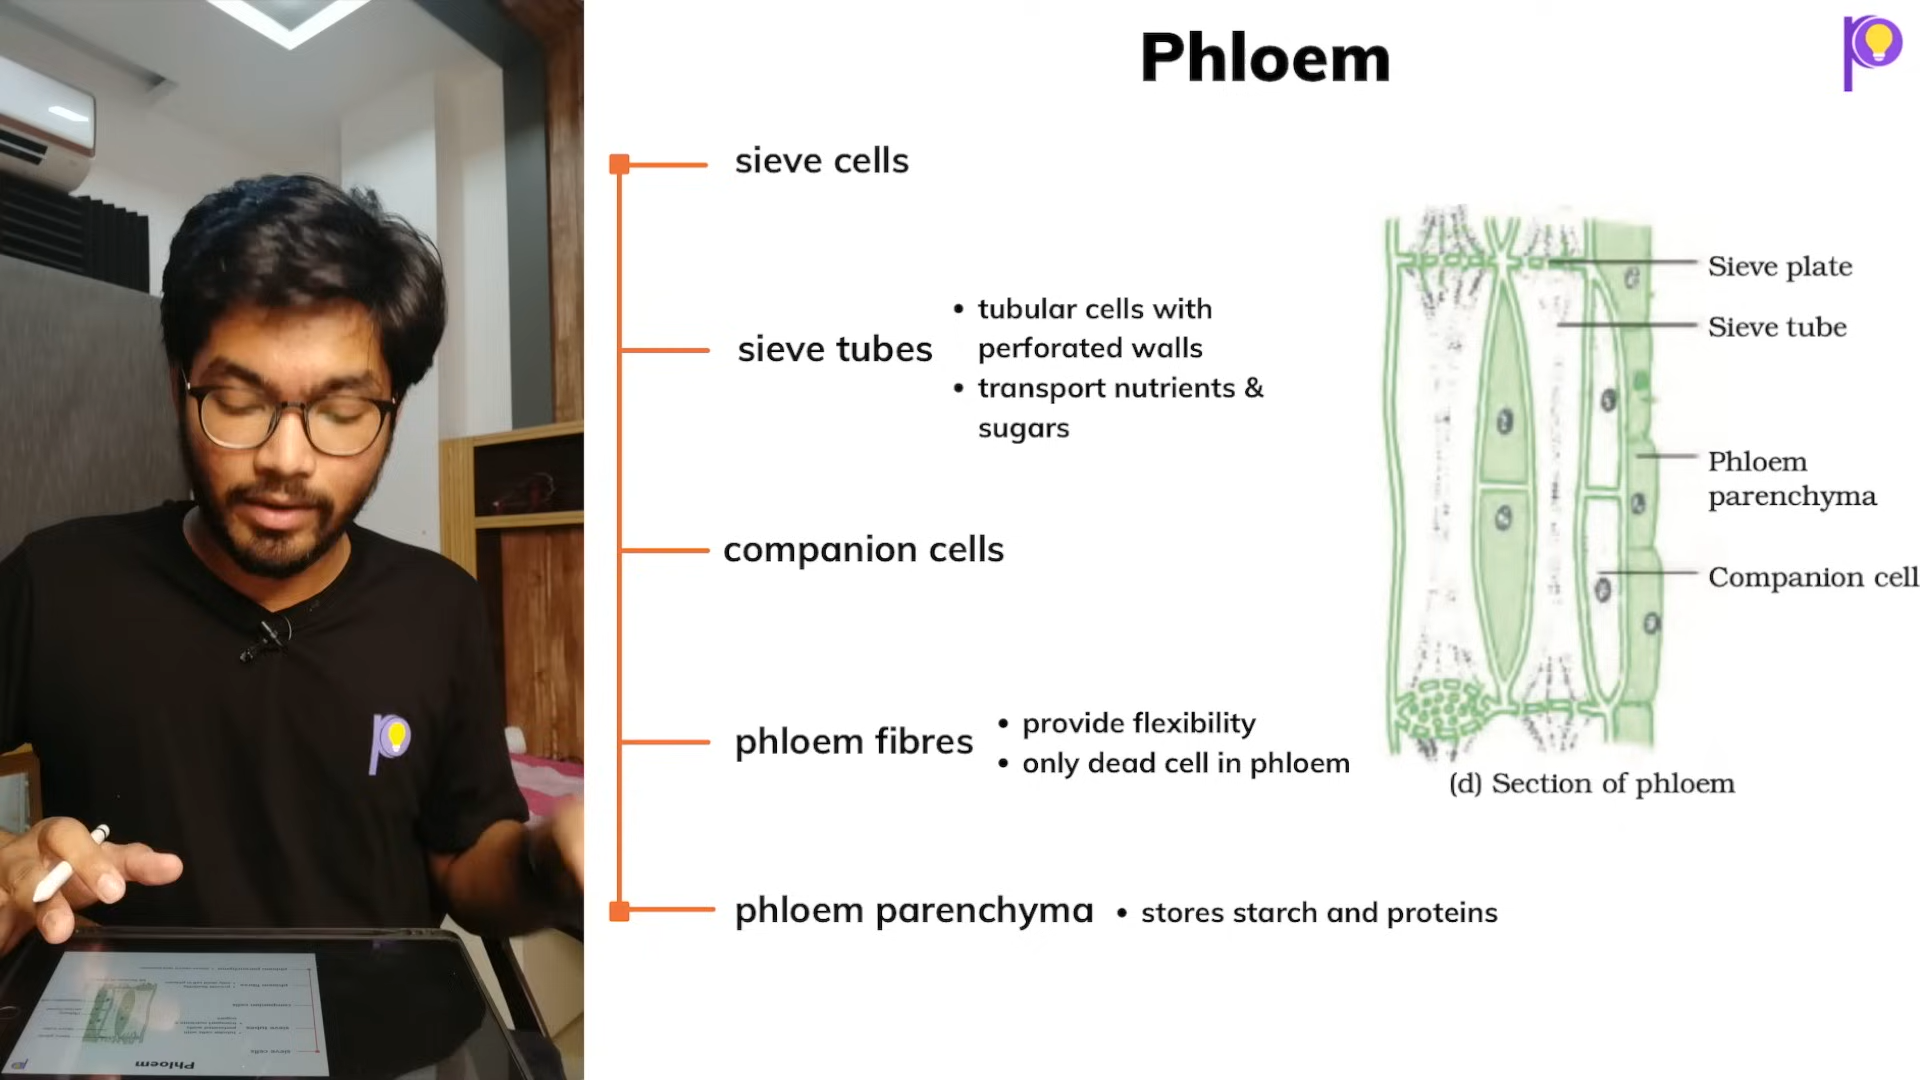 Phloem
sieve cells
sieve tubes
• tubular cells with
perforated walls
• transport nutrients &
sugars
companion cells
phloem fibres
• provide flexibility
• only dead cell in phloem
phloem parenchyma
• stores starch and proteins
Sieve plate
Sieve tube
Phloem
parenchyma
Companion cell
(d) Section of phloem
Phloem